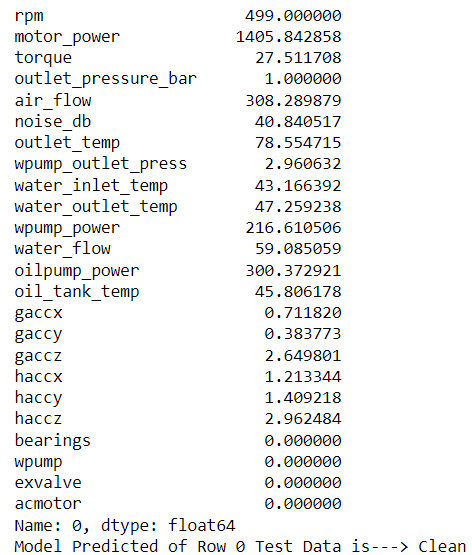 rpm 499.000000
motor_power 1405.842858
torque 27.511708
outlet_pressure_bar 1.000000
air_flow 308.289879
noise_db 40.840517
outlet_temp 78.554715
wpump_outlet_press 2.960632
water_inlet_temp 43.166392
water_outlet_temp 47.259238
wpump_power 216.610506
water_flow 59.085059
oilpump_power 300.372921
oil_tank_temp 45.806178
gaccx 0.711820
gaccy 0.383773
gaccz 2.649801
haccx 1.213344
haccy 1.409218
haccz 2.962484
bearings 0.000000
wpump 0.000000
exvalve 0.000000
acmotor 0.000000
Name: 0, dtype: float64
Model Predicted of Row 0 Test Data is---> Clean